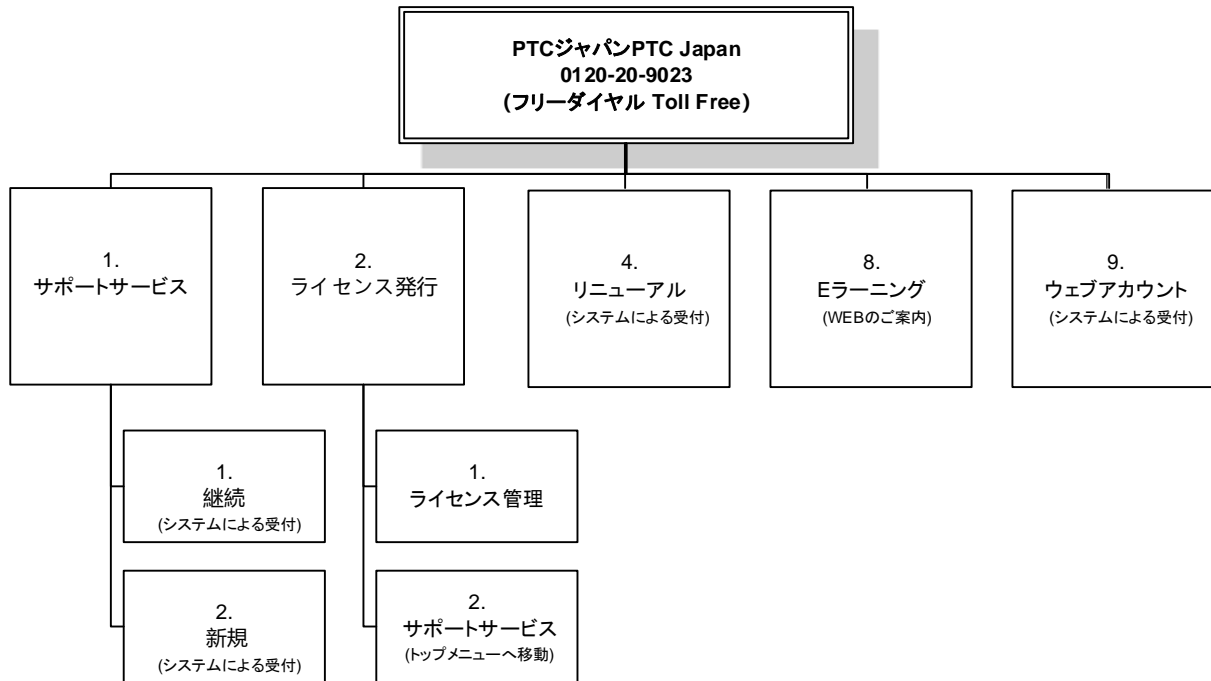 PTCジャパンPTC Japan
0120-20-9023
(フリーダイヤル Toll Free)
1.
サポートサービス
2.
ライセンス発行
4.
リニューアル
(システムによる受付)
8.
Eラーニング
(WEBのご案内)
9.
ウェブアカウント
(システムによる受付)
1.
継続
(システムによる受付)
1.
ライセンス管理
2.
新規
(システムによる受付)
2.
サポートサービス
(トップメニューへ移動)